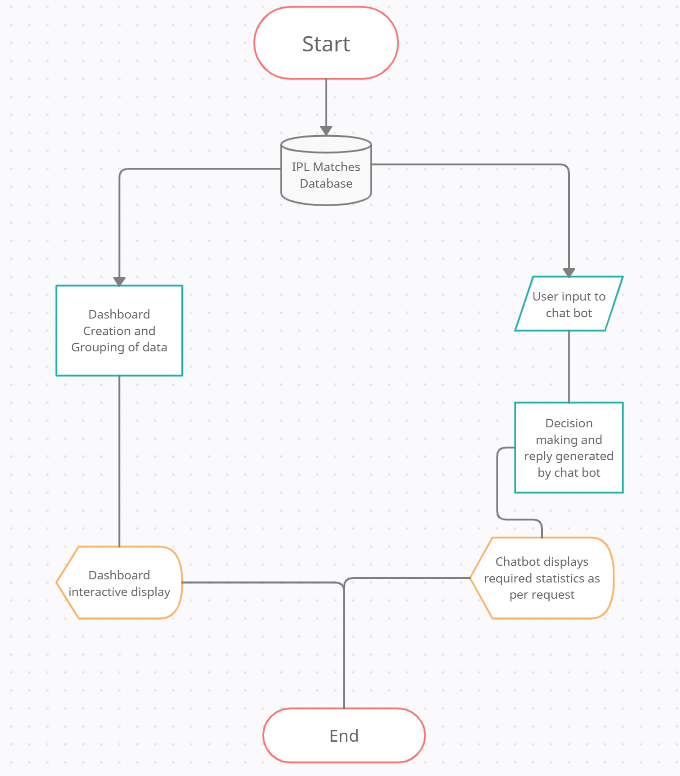 Start
IPL Matches
Database
Dashboard
Creation and
Grouping of data
User input to
chat bot
Decision
making and
reply generated
by chat bot
Dashboard
interactive display
Chatbot displays
required statistics as
per request
End